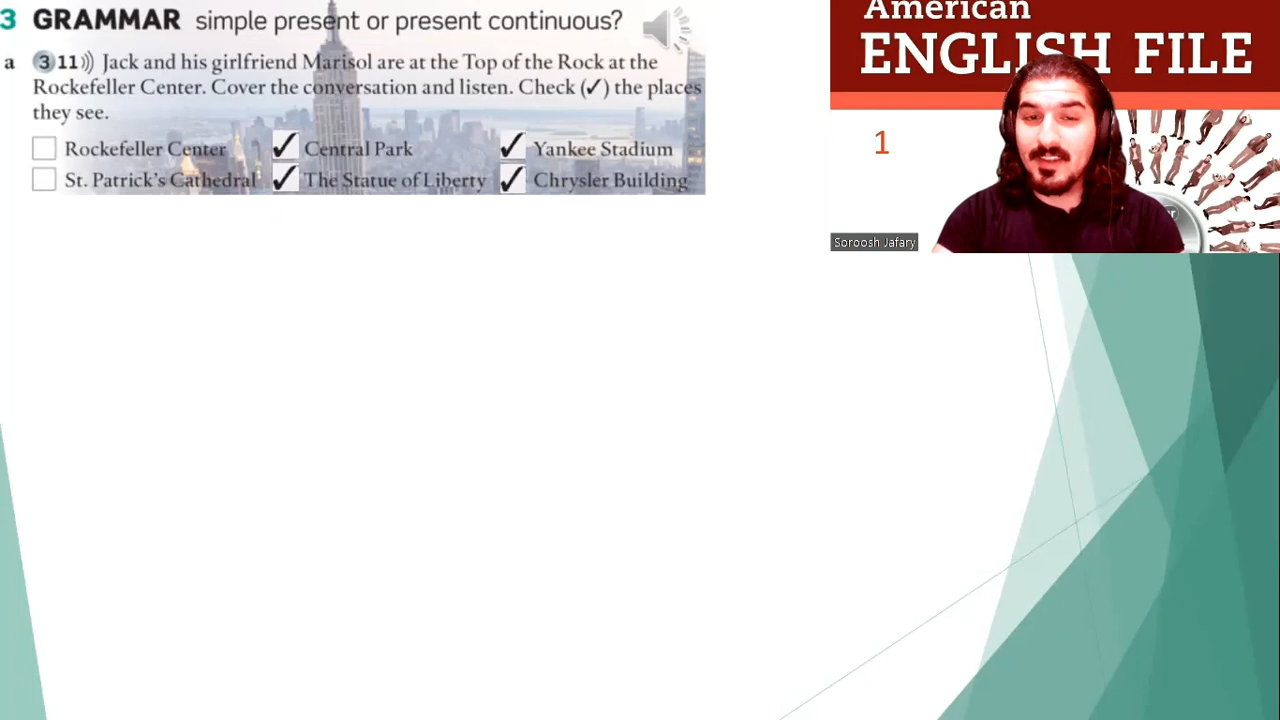 3 GRAMMAR simple present or present continuous?
a 3 11)) Jack and his girlfriend Marisol are at the Top of the Rock at the
Rockefeller Center. Cover the conversation and listen. Check (✓) the places
they see.
Rockefeller Center ✓ Central Park ✓ Yankee Stadium
St. Patrick's Cathedral ✓ The Statue of Liberty ✓ Chrysler Building
American
ENGLISH FILE
1
Soroosh Jafary